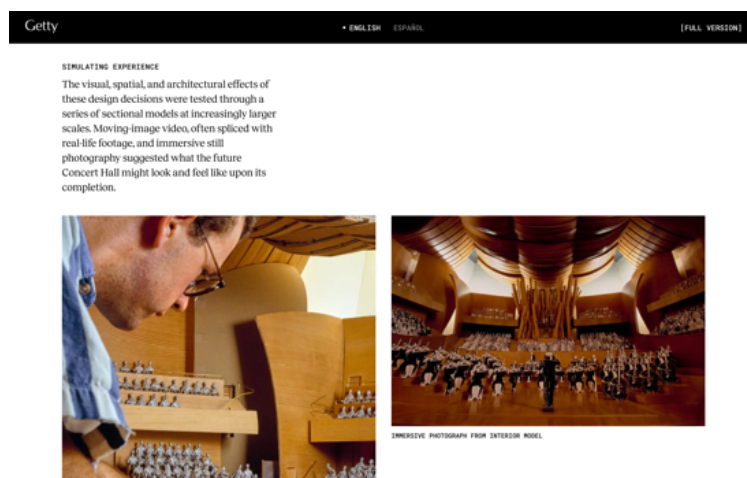 Getty
• ENGLISH ESPAÑOL
[FULL VERSION]
SIMULATING EXPERIENCE
The visual, spatial, and architectural effects of
these design decisions were tested through a
series of sectional models at increasingly larger
scales. Moving-image video, often spliced with
real-life footage, and immersive still
photography suggested what the future
Concert Hall might look and feel like upon its
completion.
IMMERSIVE PHOTOGRAPH FROM INTERIOR MODEL